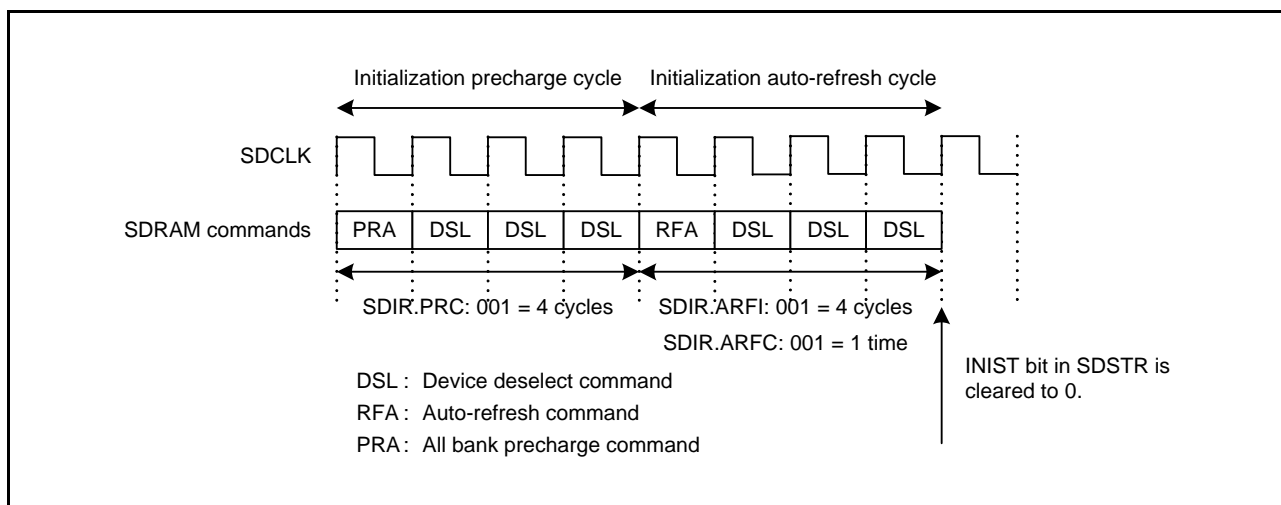 Initialization precharge cycle Initialization auto-refresh cycle
SDCLK
SDRAM commands PRA DSL DSL DSL RFA DSL DSL DSL
SDIR.PRC: 001 = 4 cycles SDIR.ARFI: 001 = 4 cycles
SDIR.ARFC: 001 = 1 time
INIST bit in SDSTR is
cleared to 0.
DSL : Device deselect command
RFA : Auto-refresh command
PRA : All bank precharge command